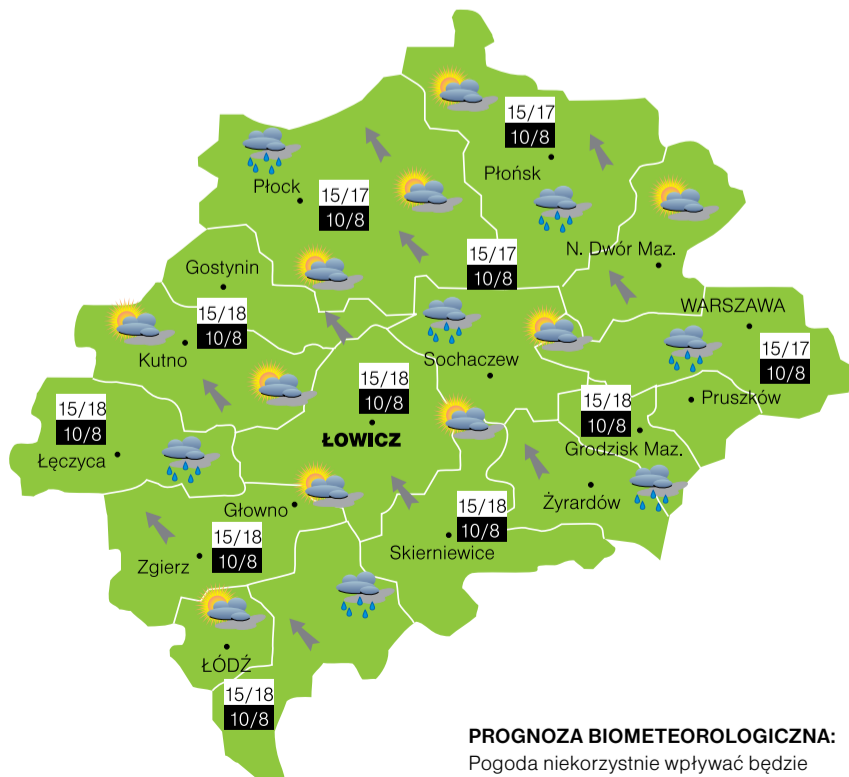 15/17
10/8
Płońsk
Płock
15/17
10/8
N. Dwór Maz.
15/17
10/8
Gostynin
WARSZAWA
15/18
10/8
Kutno
Sochaczew
15/17
10/8
15/18
10/8
ŁOWICZ
Pruszków
15/18
10/8
Grodzisk Maz.
15/18
10/8
Łęczyca
Żyrardów
Głowno
15/18
10/8
Skierniewice
15/18
10/8
Zgierz
ŁÓDŹ
15/18
10/8
PROGNOZA BIOMETEOROLOGICZNA:
Pogoda niekorzystnie wpływać będzie